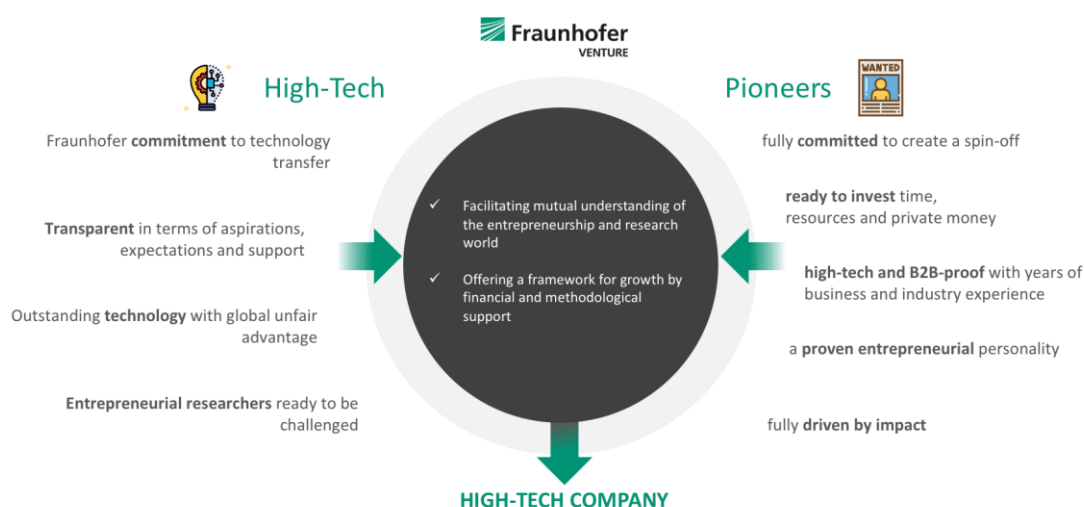 Fraunhofer
VENTURE
High-Tech
Fraunhofer commitment to technology
transfer
Transparent in terms of aspirations,
expectations and support
Outstanding technology with global unfair
advantage
Entrepreneurial researchers ready to be
challenged
✓ Facilitating mutual understanding of
the entrepreneurship and research
world
✓ Offering a framework for growth by
financial and methodological
support
Pioneers
WANTED
fully committed to create a spin-off
ready to invest time,
resources and private money
high-tech and B2B-proof with years of
business and industry experience
a proven entrepreneurial personality
fully driven by impact
HIGH-TECH COMPANY